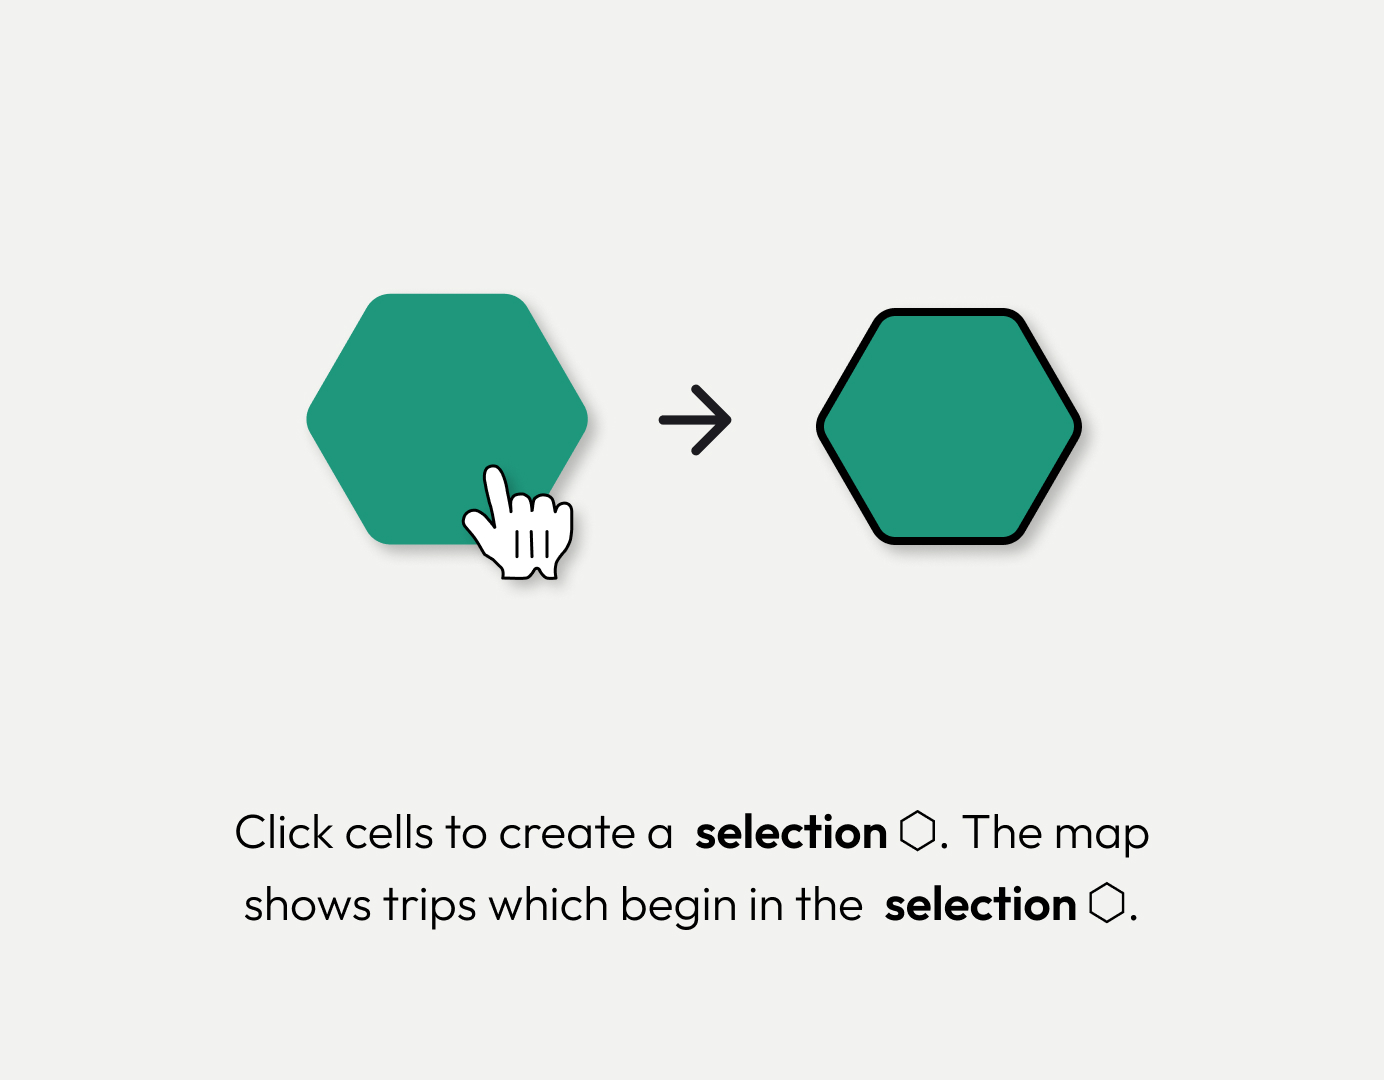 Click cells to create a selection ⬡. The map
shows trips which begin in the selection ⬡.